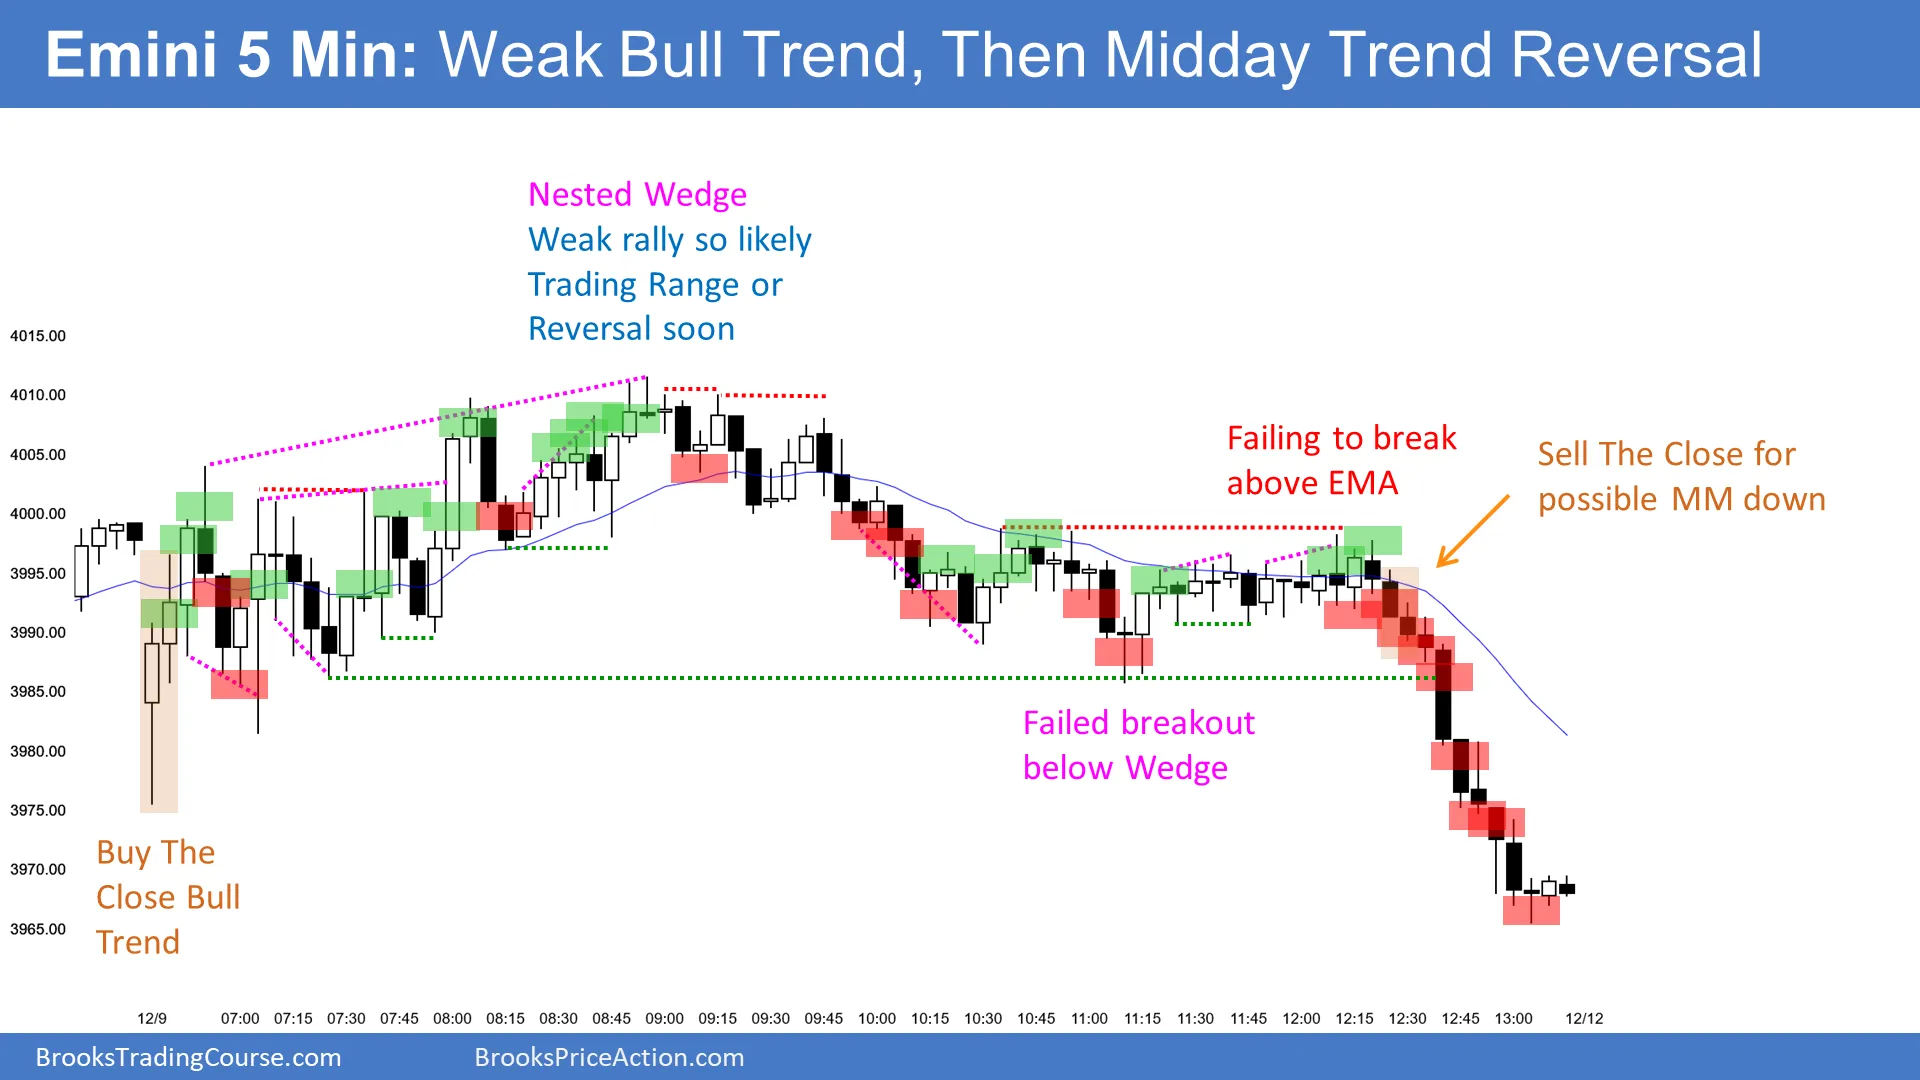 Emini 5 Min: Weak Bull Trend, Then Midday Trend Reversal
Nested Wedge
Weak rally so likely
Trading Range or
Reversal soon
4015.00
4010.00
4005.00
4000.00
3995.00
3990.00
3985.00
3980.00
3975.00
3970.00
3965.00
Failing to break
above EMA
Sell The Close for
possible MM down
Failed breakout
below Wedge
Buy The
Close Bull
Trend
12/9 07:00 07:15 07:30 07:45 08:00 08:15 08:30 08:45 09:00 09:15 09:30 09:45 10:00 10:15 10:30 10:45 11:00 11:15 11:30 11:45 12:00 12:15 12:30 12:45 13:00 12/12
BrooksTradingCourse.com
BrooksPriceAction.com